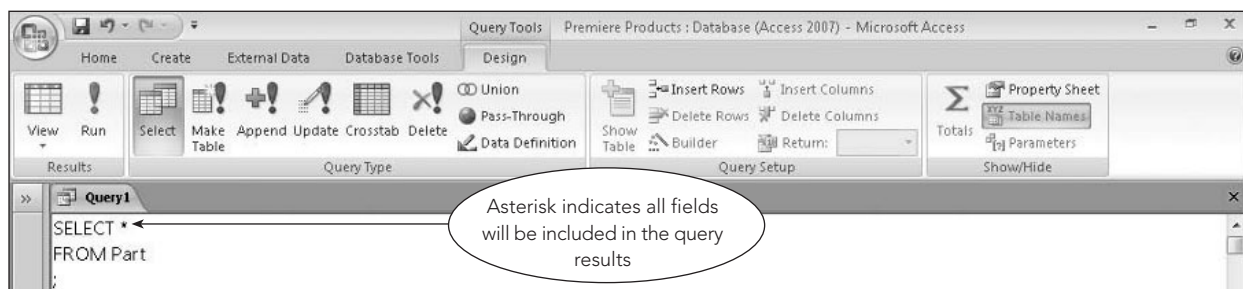 Query Tools
Premiere Products : Database (Access 2007) - Microsoft Access
Home Create External Data Database Tools Design
View
Run
Select
Make Table
Append
Update
Crosstab
Delete
Union
Pass-Through
Data Definition
Show Table
Insert Rows
Delete Rows
Builder
Insert Columns
Delete Columns
Return:
Totals
Property Sheet
Table Names
Parameters
Results
Query Type
Query Setup
Show/Hide
Query1
SELECT *
FROM Part
;
Asterisk indicates all fields
will be included in the query
results